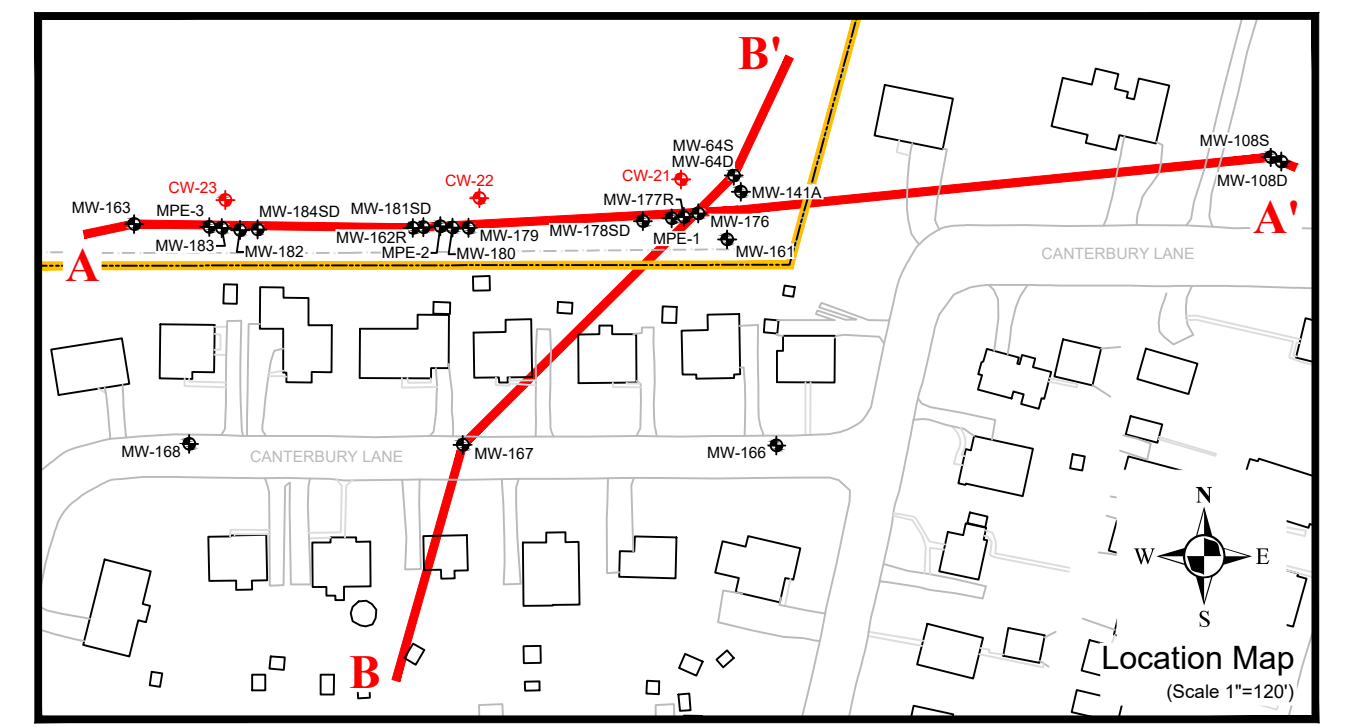 B'
MW-64S
MW-64D
MW-108S
MW-108D
CW-23
CW-22
CW-21
MW-141A
MW-163
MPE-3
MW-184SD
MW-181SD
MW-177R
MW-183
MW-182
MW-162R
MPE-2
MW-180
MW-179
MW-178SD
MPE-1
MW-176
MW-161
A
A'
CANTERBURY LANE
MW-168
CANTERBURY LANE
MW-167
MW-166
N
W
E
S
B
Location Map
(Scale 1"=120')